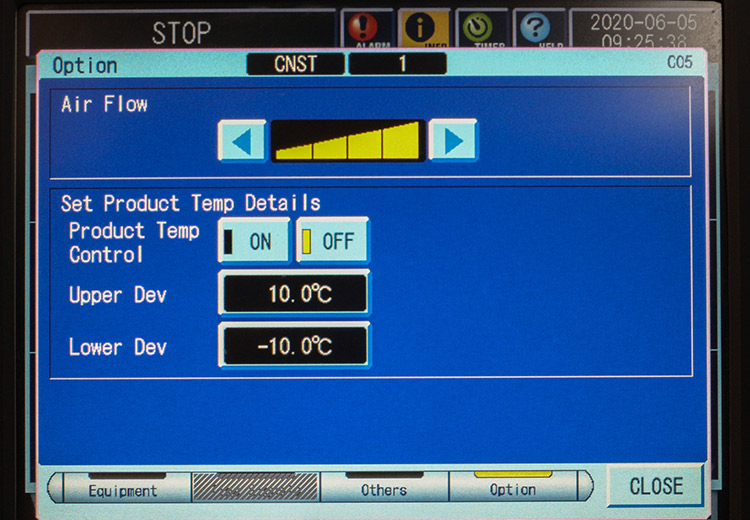 STOP
ALARM
INFO
TIMER
HELP
2020-06-05
09:25:38
Option
CNST
1
C05
Air Flow
Set Product Temp Details
Product Temp
Control
ON
OFF
Upper Dev
10.0℃
Lower Dev
-10.0℃
Equipment
Others
Option
CLOSE